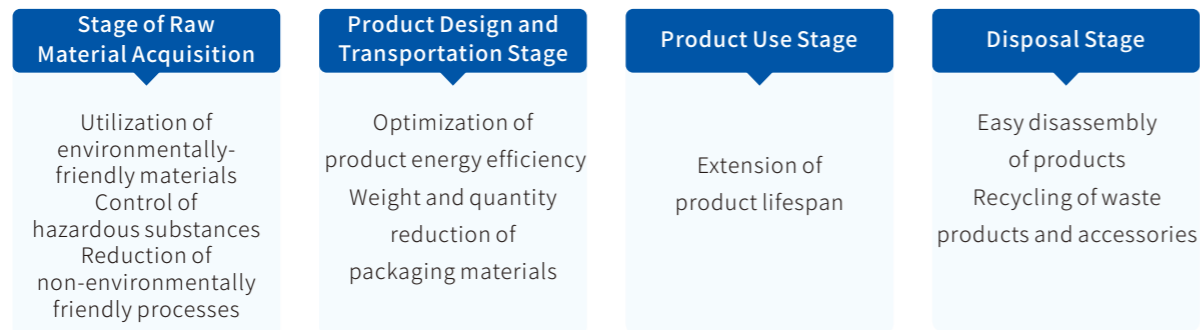 Stage of Raw
Material Acquisition
Utilization of
environmentally-
friendly materials
Control of
hazardous substances
Reduction of
non-environmentally
friendly processes
Product Design and
Transportation Stage
Optimization of
product energy efficiency
Weight and quantity
reduction of
packaging materials
Product Use Stage
Extension of
product lifespan
Disposal Stage
Easy disassembly
of products
Recycling of waste
products and accessories